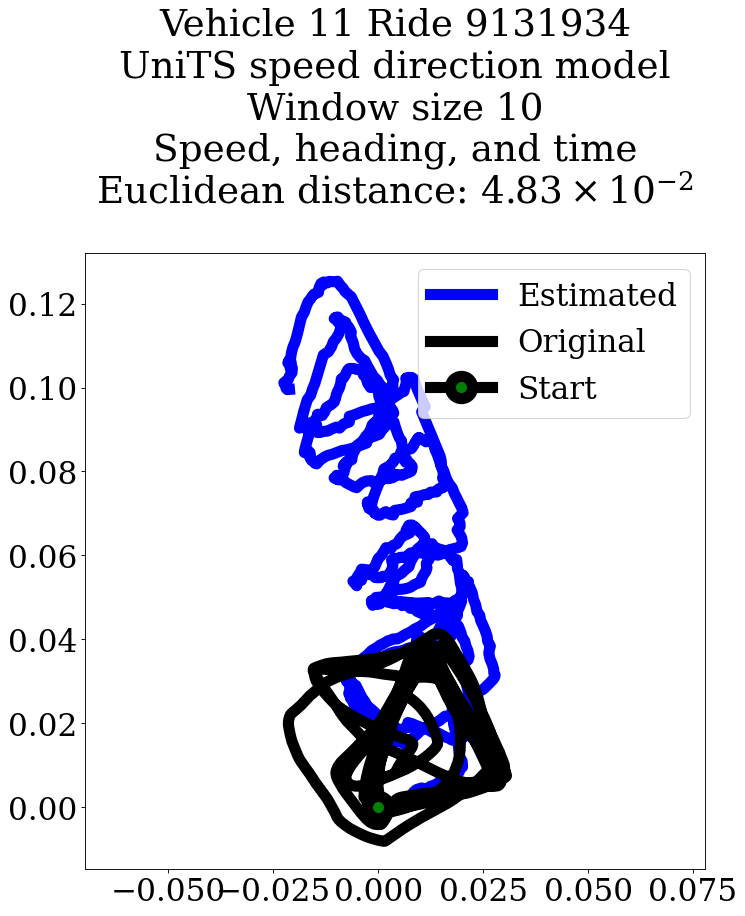 Vehicle 11 Ride 9131934
UniTS speed direction model
Window size 10
Speed, heading, and time
Euclidean distance: 4.83 × 10⁻²
Estimated
Original
Start
0.12
0.10
0.08
0.06
0.04
0.02
0.00
−0.050 −0.025 0.000 0.025 0.050 0.075